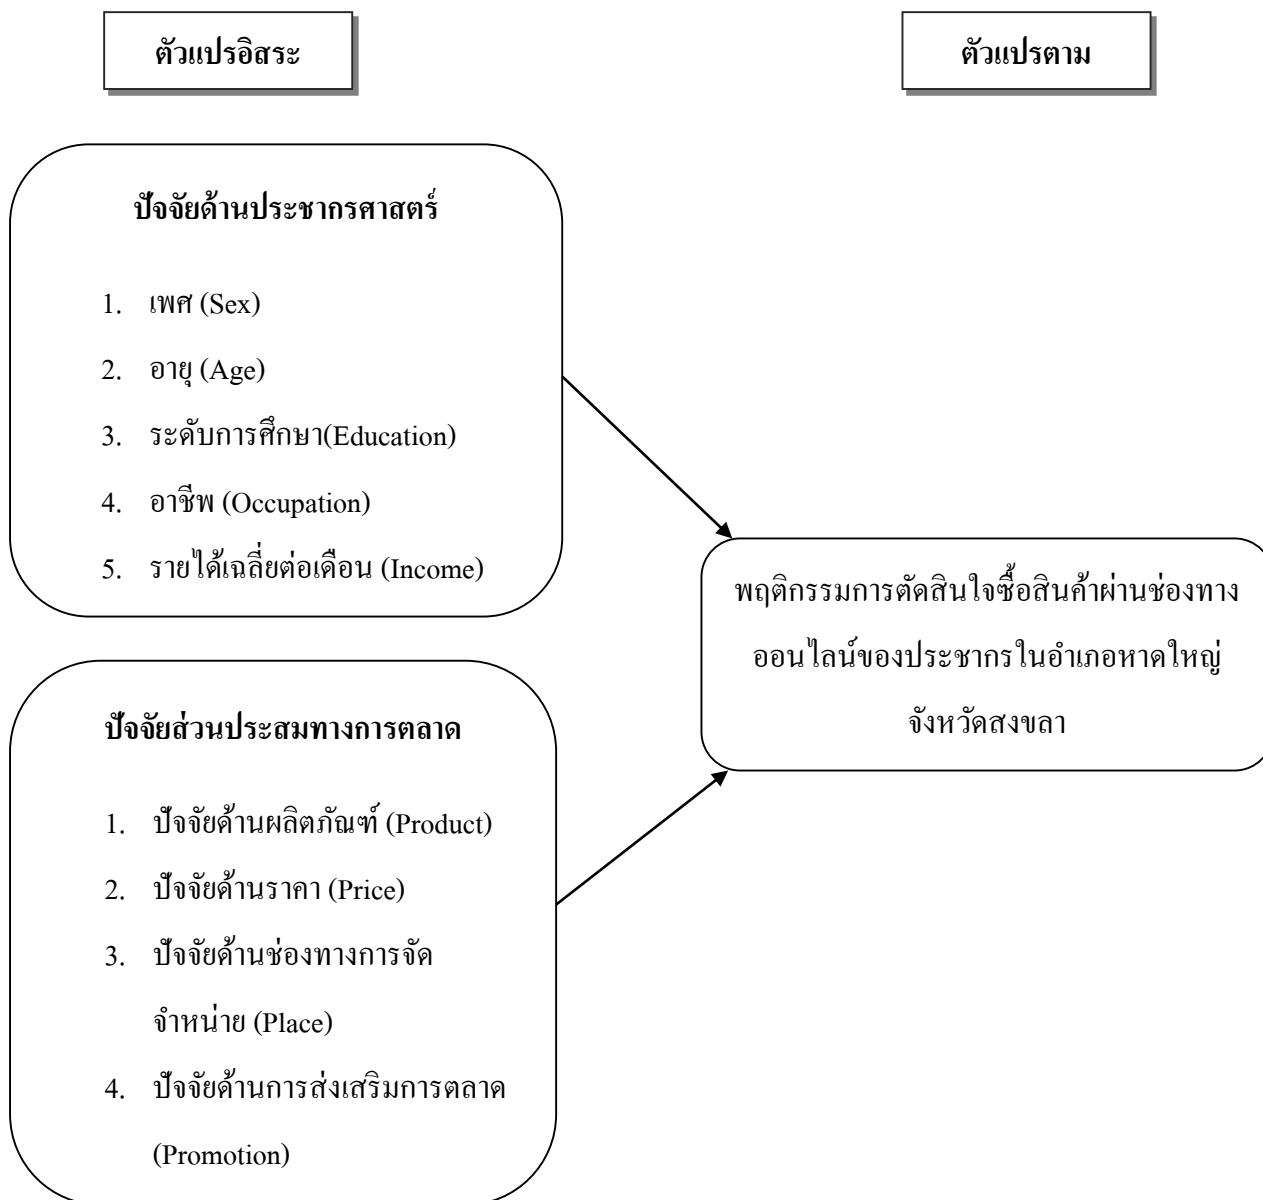 ตัวแปรอิสระ
ตัวแปรตาม
ปัจจัยด้านประชากรศาสตร์
1. เพศ (Sex)
2. อายุ (Age)
3. ระดับการศึกษา(Education)
4. อาชีพ (Occupation)
5. รายได้เฉลี่ยต่อเดือน (Income)
พฤติกรรมการตัดสินใจซื้อสินค้าผ่านช่องทาง
ออนไลน์ของประชากรในอำเภอหาดใหญ่
จังหวัดสงขลา
ปัจจัยส่วนประสมทางการตลาด
1. ปัจจัยด้านผลิตภัณฑ์ (Product)
2. ปัจจัยด้านราคา (Price)
3. ปัจจัยด้านช่องทางการจัด
จำหน่าย (Place)
4. ปัจจัยด้านการส่งเสริมการตลาด
(Promotion)